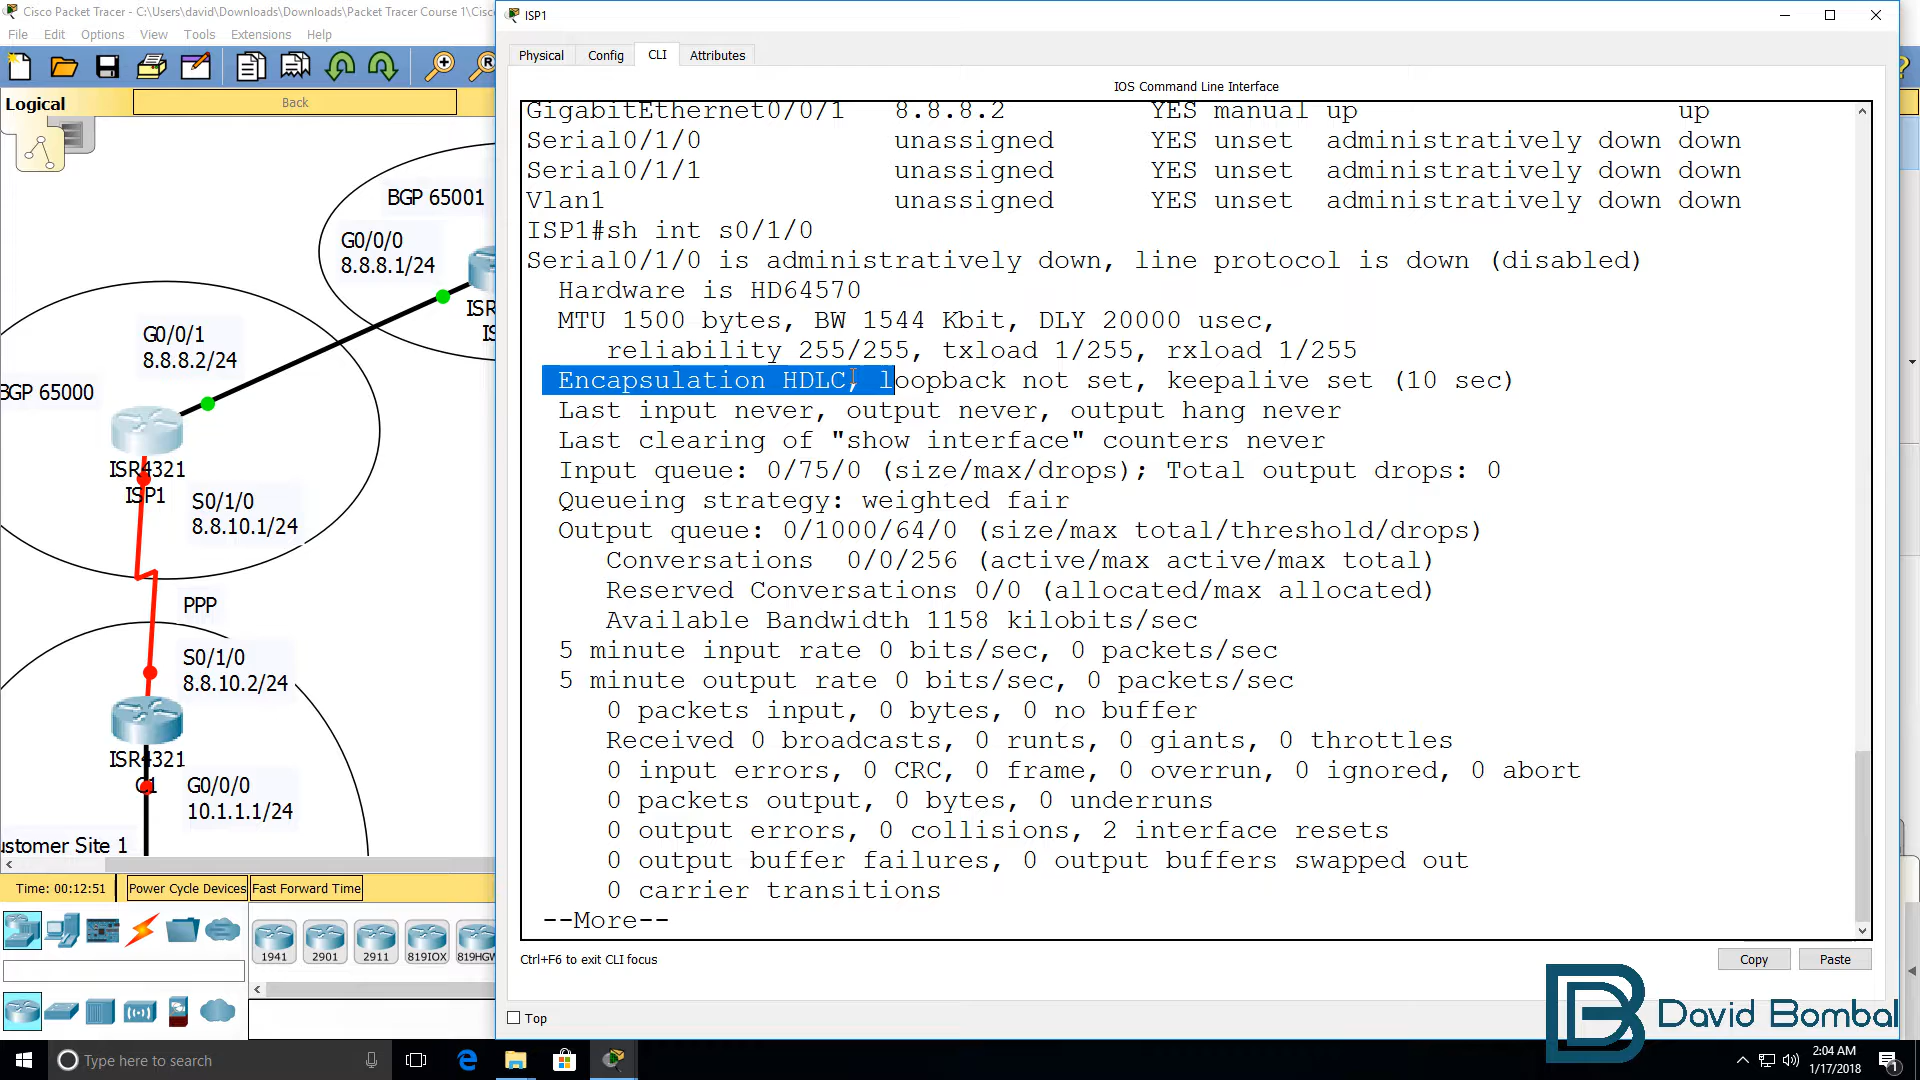 Cisco Packet Tracer - C:\Users\david\Downloads\Downloads\Packet Tracer Course 1\Cisc
File Edit Options View Tools Extensions Help
Logical
Back
BGP 65001
G0/0/0
8.8.8.1/24
G0/0/1
8.8.8.2/24
BGP 65000
ISR4321
ISP1
S0/1/0
8.8.10.1/24
PPP
S0/1/0
8.8.10.2/24
ISR4321
C1
G0/0/0
10.1.1.1/24
ustomer Site 1
Time: 00:12:51
Power Cycle Devices
Fast Forward Time
1941 2901 2911 819IOX 819HGW
ISP1
Physical Config CLI Attributes
IOS Command Line Interface
GigabitEthernet0/0/1 8.8.8.2 YES manual up up
Serial0/1/0 unassigned YES unset administratively down down
Serial0/1/1 unassigned YES unset administratively down down
Vlan1 unassigned YES unset administratively down down
ISP1#sh int s0/1/0
Serial0/1/0 is administratively down, line protocol is down (disabled)
Hardware is HD64570
MTU 1500 bytes, BW 1544 Kbit, DLY 20000 usec,
reliability 255/255, txload 1/255, rxload 1/255
Encapsulation HDLC, loopback not set, keepalive set (10 sec)
Last input never, output never, output hang never
Last clearing of "show interface" counters never
Input queue: 0/75/0 (size/max/drops); Total output drops: 0
Queueing strategy: weighted fair
Output queue: 0/1000/64/0 (size/max total/threshold/drops)
Conversations 0/0/256 (active/max active/max total)
Reserved Conversations 0/0 (allocated/max allocated)
Available Bandwidth 1158 kilobits/sec
5 minute input rate 0 bits/sec, 0 packets/sec
5 minute output rate 0 bits/sec, 0 packets/sec
0 packets input, 0 bytes, 0 no buffer
Received 0 broadcasts, 0 runts, 0 giants, 0 throttles
0 input errors, 0 CRC, 0 frame, 0 overrun, 0 ignored, 0 abort
0 packets output, 0 bytes, 0 underruns
0 output errors, 0 collisions, 2 interface resets
0 output buffer failures, 0 output buffers swapped out
0 carrier transitions
--More--
Ctrl+F6 to exit CLI focus
Copy
Paste
Top
David Bombal
Type here to search
2:04 AM
1/17/2018